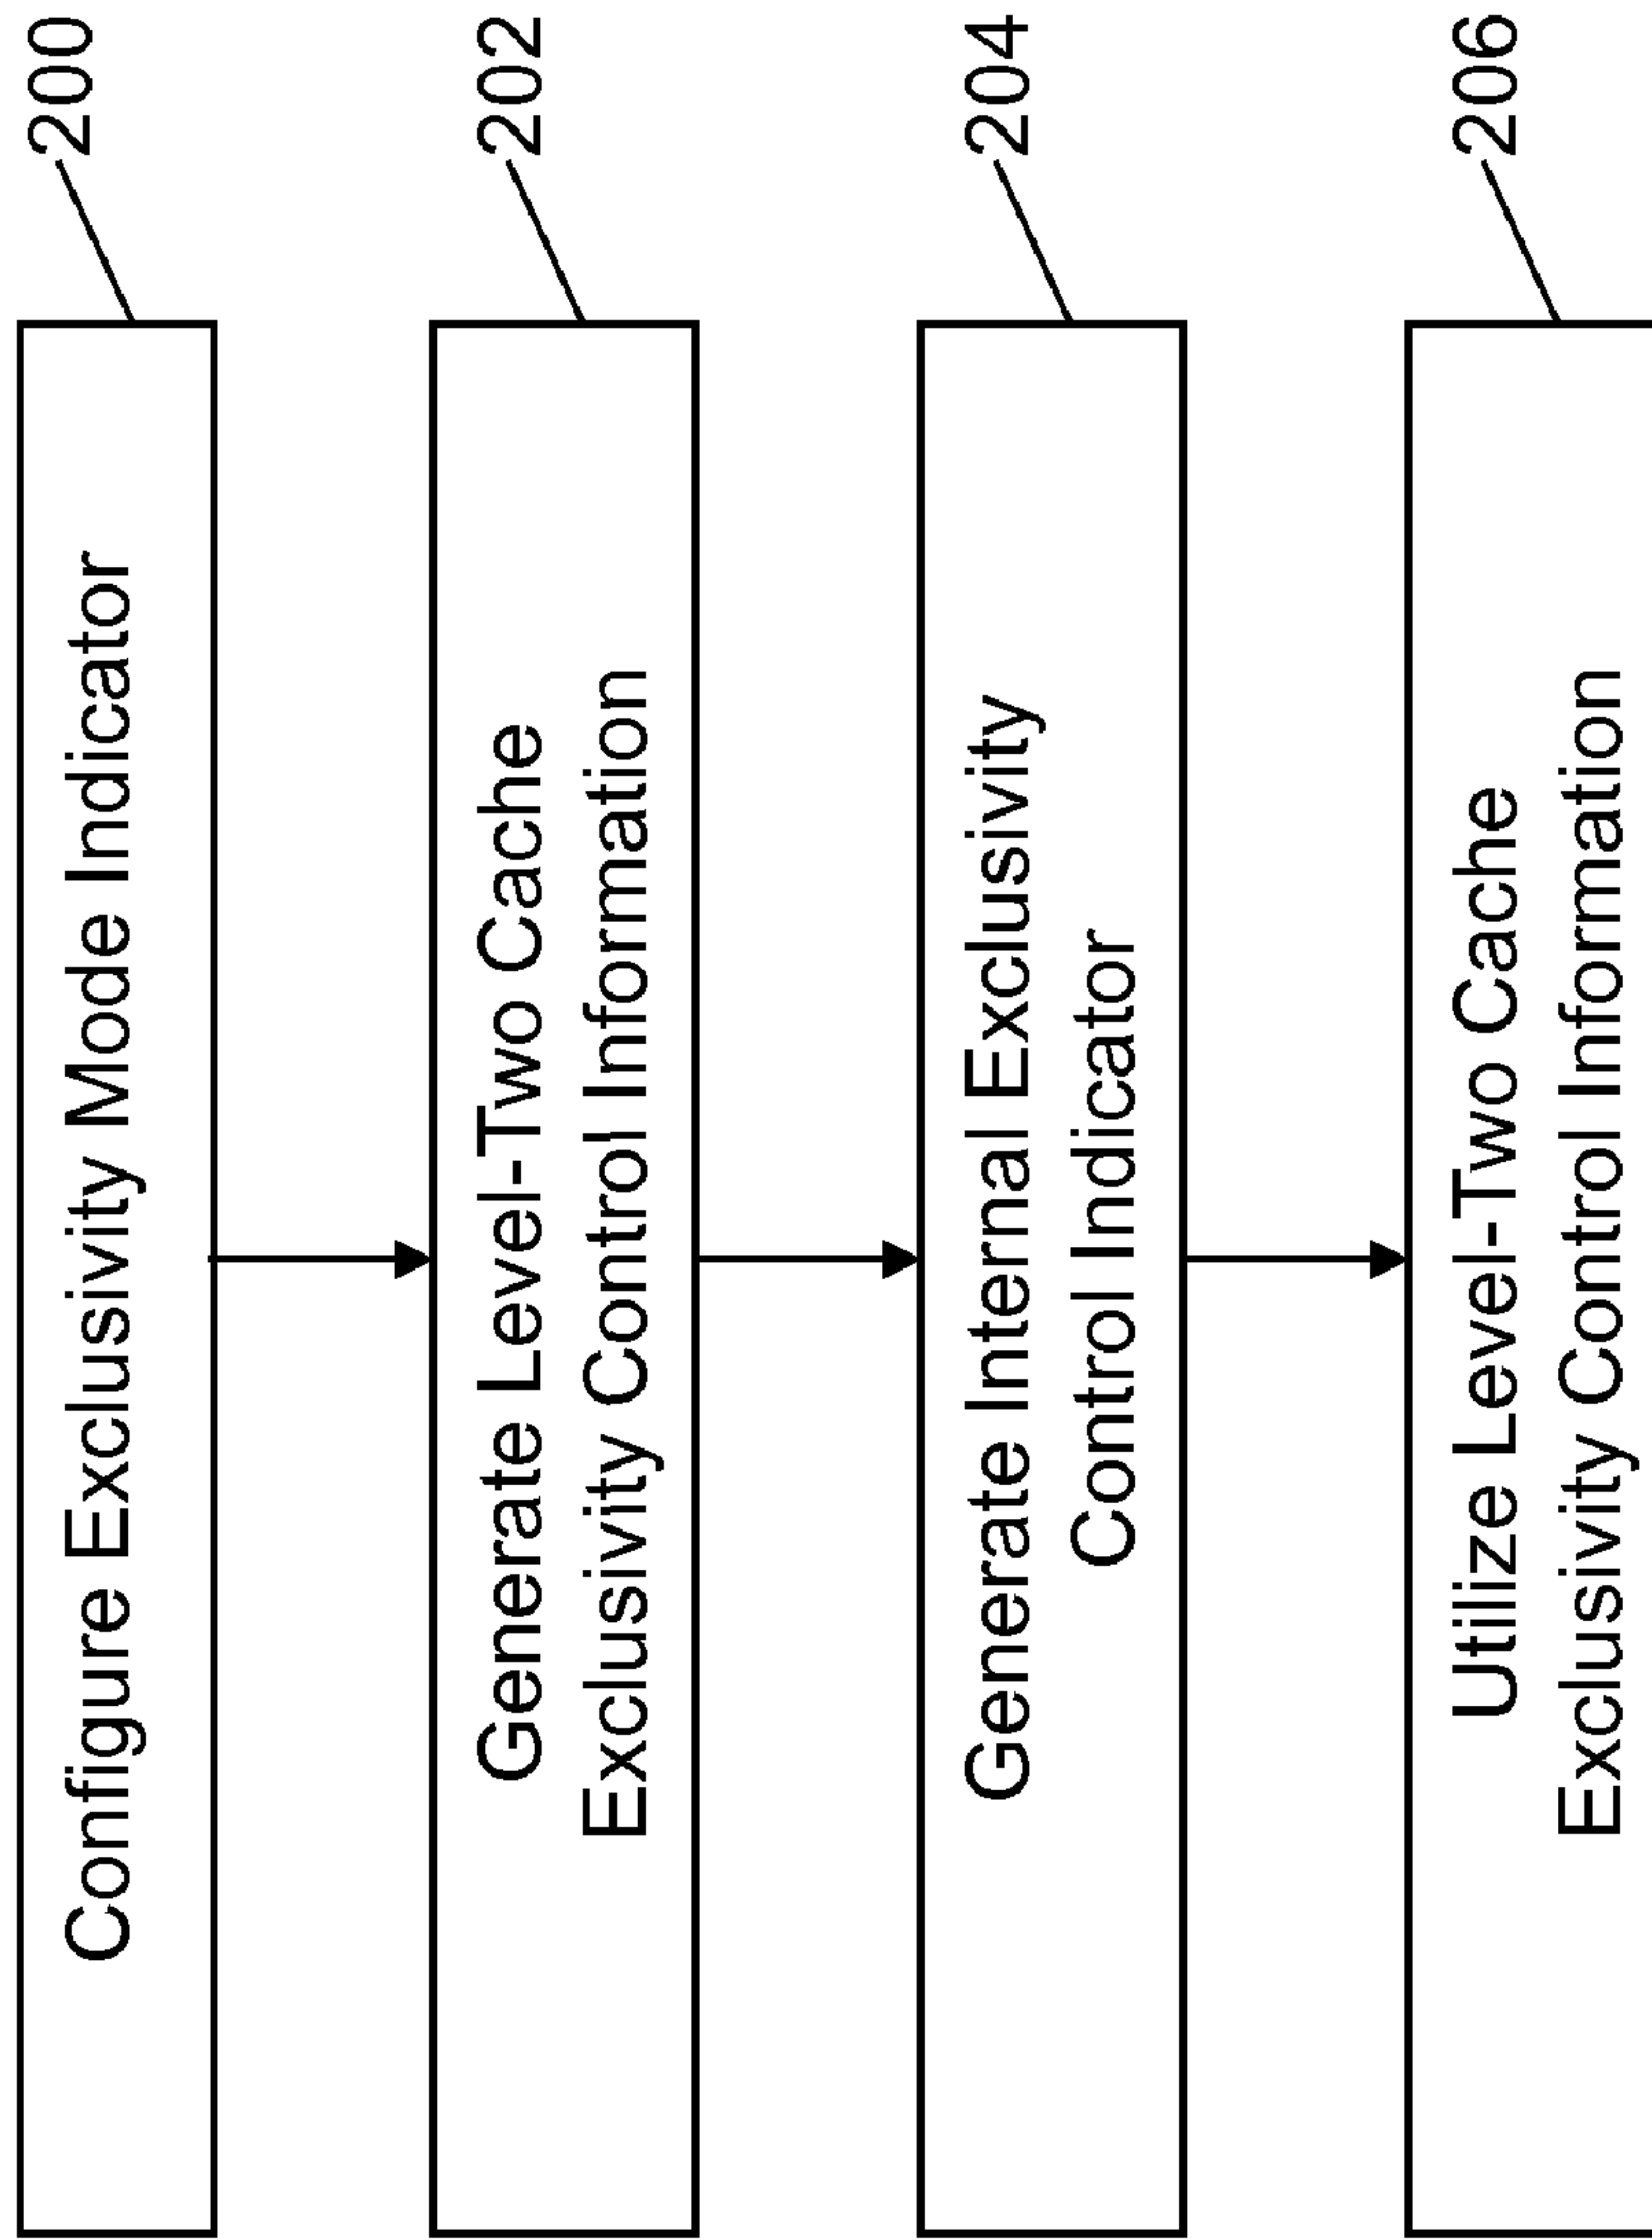 Configure Exclusivity Mode Indicator
200
Generate Level-Two Cache
Exclusivity Control Information
202
Generate Internal Exclusivity
Control Indicator
204
Utilize Level-Two Cache
Exclusivity Control Information
206